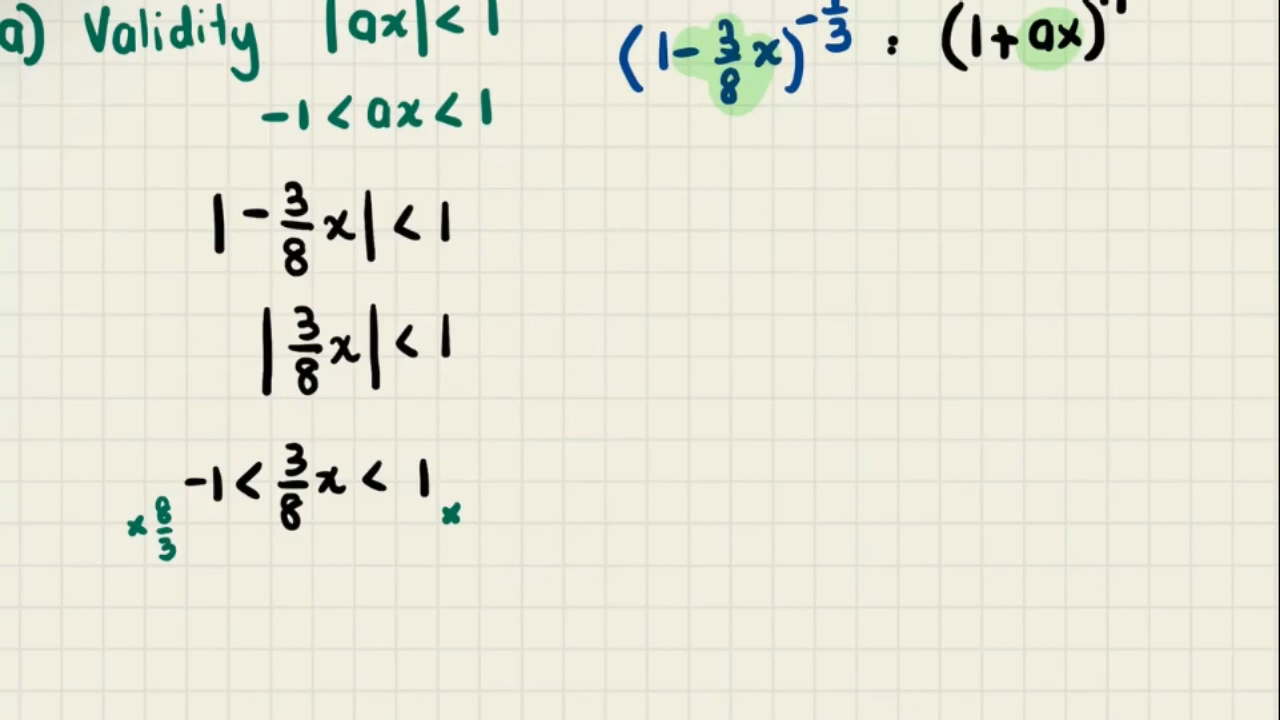 a) Validity |ax| < 1
(1 - 3/8 x)^(-1/3) : (1 + ax)^n
-1 < ax < 1
|- 3/8 x| < 1
|3/8 x| < 1
-1 < 3/8 x < 1
× 8/3 ×